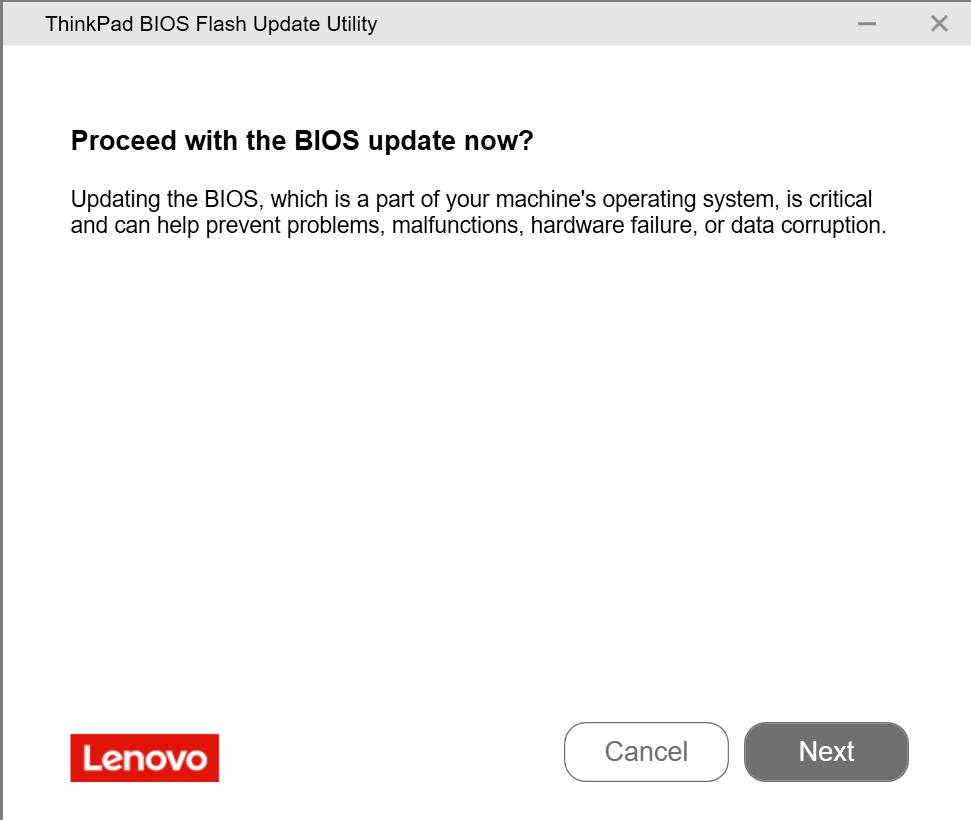 ThinkPad BIOS Flash Update Utility
Proceed with the BIOS update now?
Updating the BIOS, which is a part of your machine's operating system, is critical
and can help prevent problems, malfunctions, hardware failure, or data corruption.
Lenovo
Cancel
Next